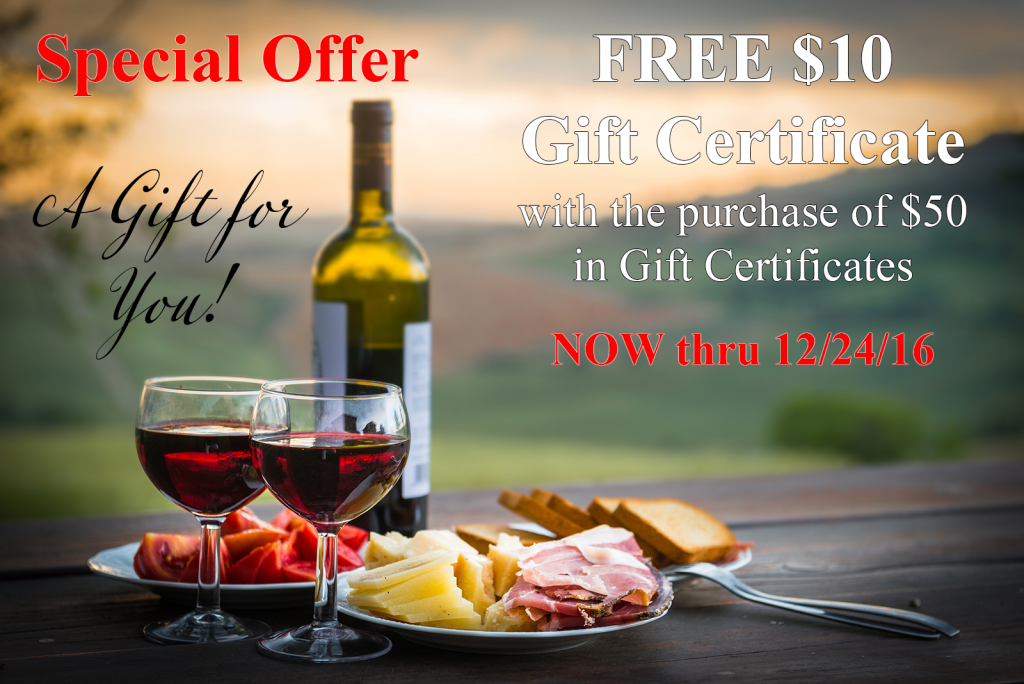 Special Offer
A Gift for
You!
FREE $10
Gift Certificate
with the purchase of $50
in Gift Certificates
NOW thru 12/24/16